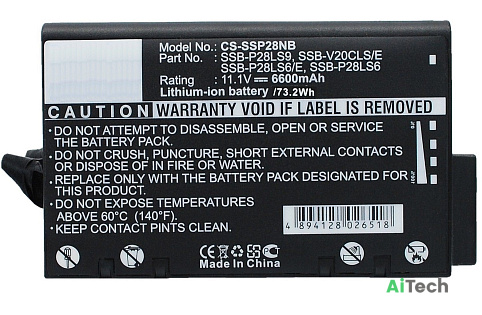 Model No.: CS-SSP28NB
Part No. : SSB-P28LS9, SSB-V20CLS/E
SSB-P28LS6/E, SSB-P28LS6
Rating : 11.1V 6600mAh
Lithium-ion battery /73.2Wh
CAUTION WARRANTY VOID IF LABEL IS REMOVED
• DO NOT ATTEMPT TO DISASSEMBLE, OR SERVICE
THE BATTERY PACK.
• DO NOT CRUSH, PUNCTURE, SHORT EXTERNAL CONTACTS
OR DISPOSE OF IN FIRE OR WATER.
• REPLACE ONLY WITH THE EXACT BATTERY PACK FOR
THIS PRODUCT.
• DO NOT EXPOSE TEMPERATURES
ABOVE 60°C (140°F).
• KEEP CONTACT PINS CLEAN.
CE
Made In China
4 894128 026518
AiTech